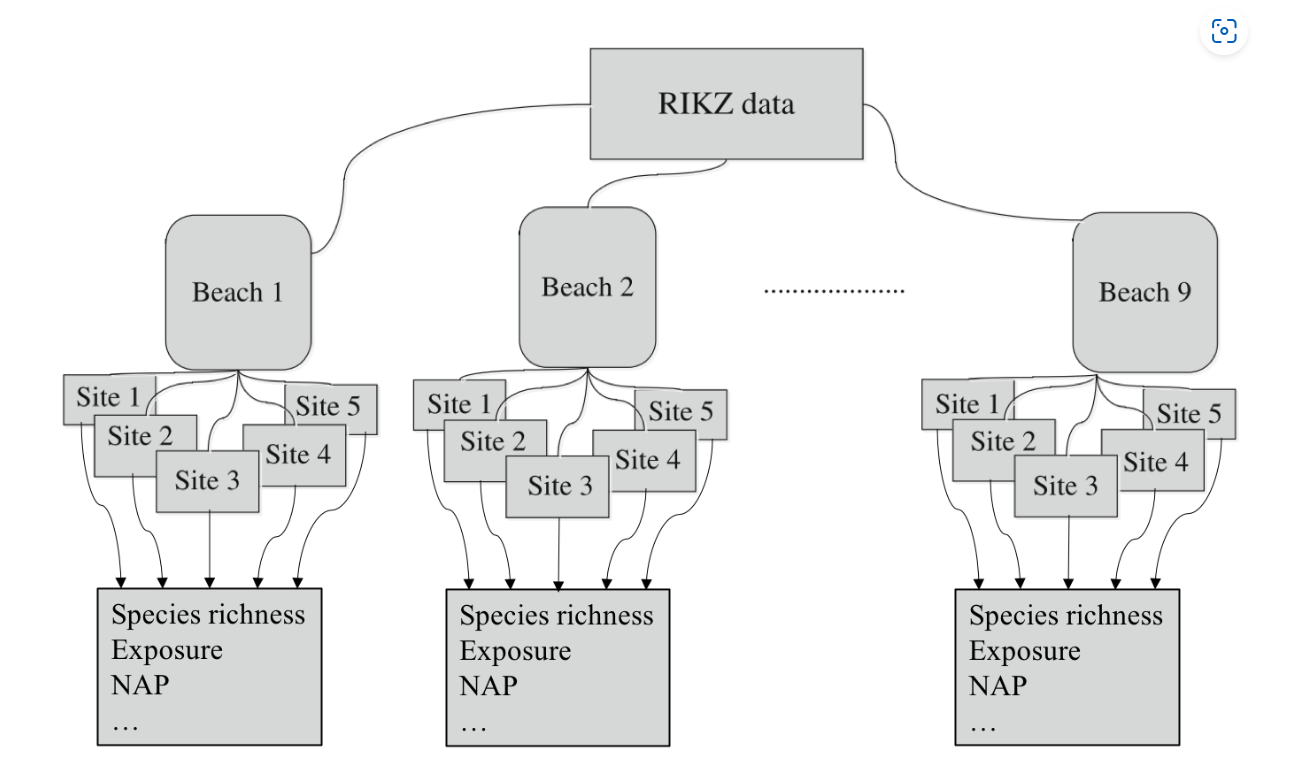 RIKZ data
Beach 1
Beach 2
....................
Beach 9
Site 1
Site 2
Site 3
Site 4
Site 5
Site 1
Site 2
Site 3
Site 4
Site 5
Site 1
Site 2
Site 3
Site 4
Site 5
Species richness
Exposure
NAP
…
Species richness
Exposure
NAP
…
Species richness
Exposure
NAP
…